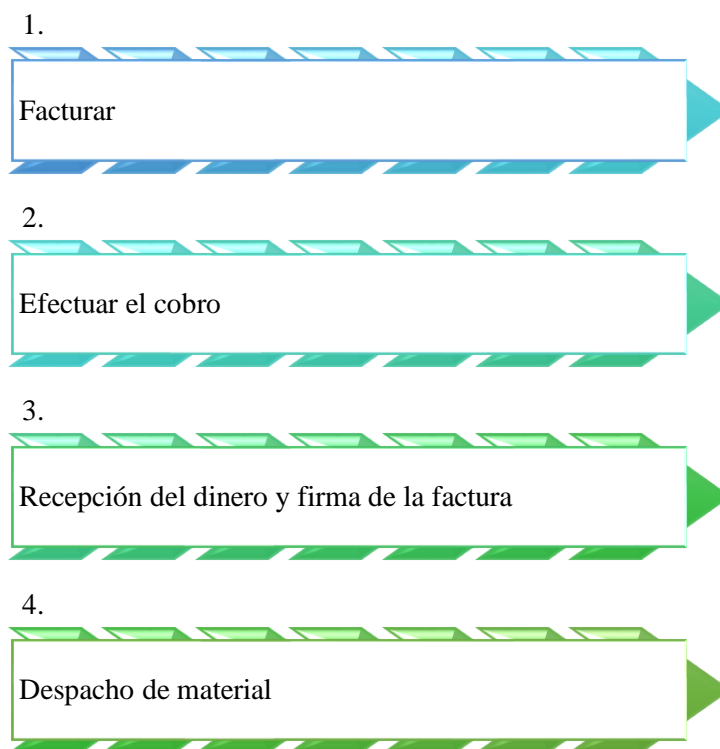 1.
Facturar
2.
Efectuar el cobro
3.
Recepción del dinero y firma de la factura
4.
Despacho de material